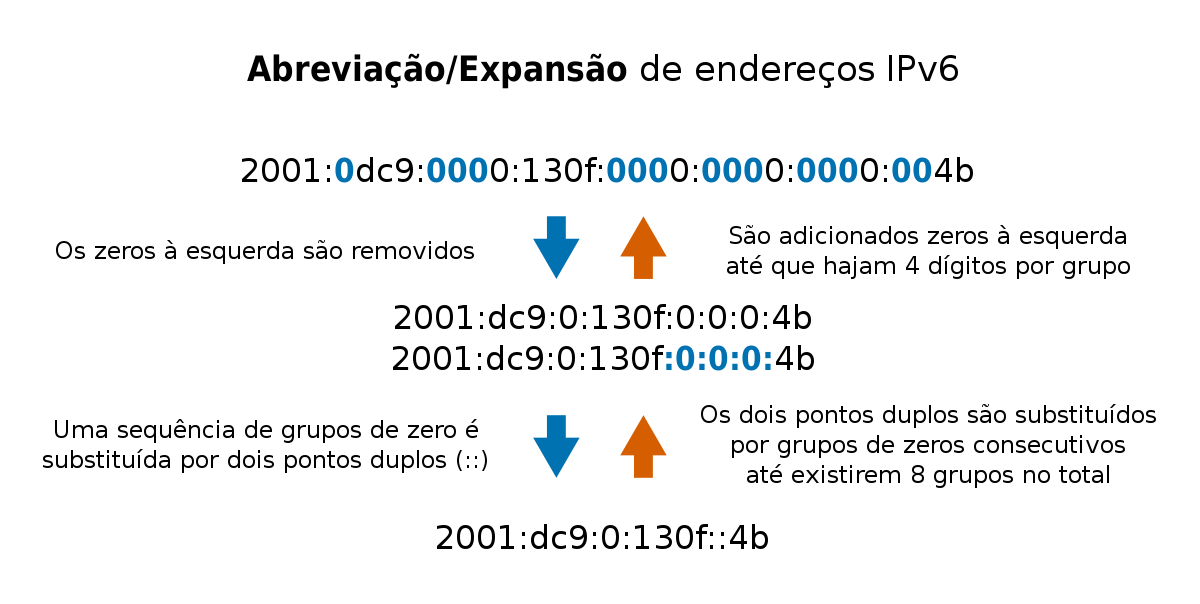 Abreviação/Expansão de endereços IPv6
2001:0dc9:0000:130f:0000:0000:0000:004b
Os zeros à esquerda são removidos
São adicionados zeros à esquerda
até que hajam 4 dígitos por grupo
2001:dc9:0:130f:0:0:0:4b
2001:dc9:0:130f:0:0:0:4b
Uma sequência de grupos de zero é
substituída por dois pontos duplos (::)
Os dois pontos duplos são substituídos
por grupos de zeros consecutivos
até existirem 8 grupos no total
2001:dc9:0:130f::4b